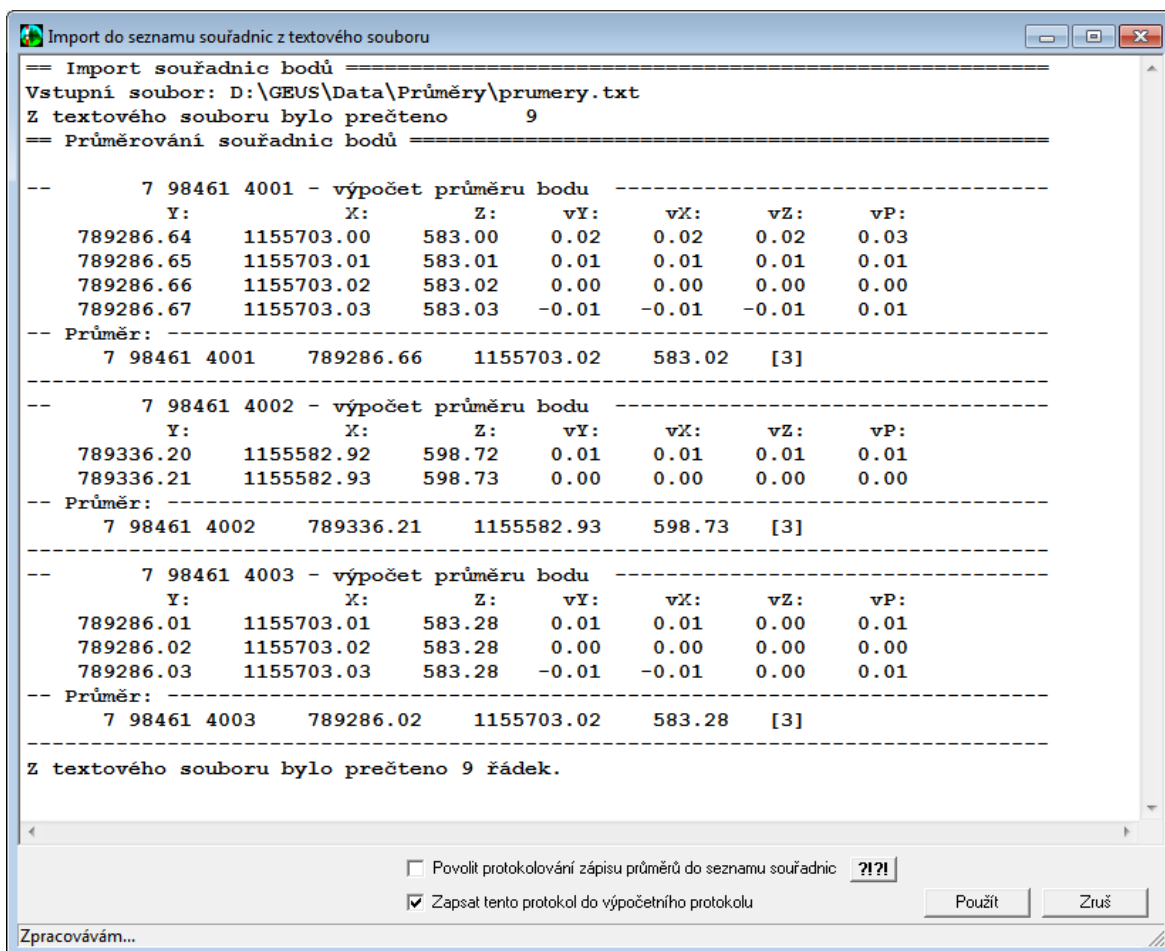 Import do seznamu souřadnic z textového souboru
== Import souřadnic bodů =======================================================
Vstupní soubor: D:\GEUS\Data\Průměry\prumery.txt
Z textového souboru bylo prečteno      9
== Průměrování souřadnic bodů ==================================================
--       7 98461 4001 - výpočet průměru bodu  ----------------------------------
Y:            X:         Z:     vY:     vX:     vZ:     vP:
789286.64    1155703.00    583.00    0.02    0.02    0.02    0.03
789286.65    1155703.01    583.01    0.01    0.01    0.01    0.01
789286.66    1155703.02    583.02    0.00    0.00    0.00    0.00
789286.67    1155703.03    583.03   -0.01   -0.01   -0.01    0.01
-- Průměr: ---------------------------------------------------------------------
7 98461 4001    789286.66    1155703.02    583.02   [3]
--------------------------------------------------------------------------------
--       7 98461 4002 - výpočet průměru bodu  ----------------------------------
Y:            X:         Z:     vY:     vX:     vZ:     vP:
789336.20    1155582.92    598.72    0.01    0.01    0.01    0.01
789336.21    1155582.93    598.73    0.00    0.00    0.00    0.00
-- Průměr: ---------------------------------------------------------------------
7 98461 4002    789336.21    1155582.93    598.73   [3]
--------------------------------------------------------------------------------
--       7 98461 4003 - výpočet průměru bodu  ----------------------------------
Y:            X:         Z:     vY:     vX:     vZ:     vP:
789286.01    1155703.01    583.28    0.01    0.01    0.00    0.01
789286.02    1155703.02    583.28    0.00    0.00    0.00    0.00
789286.03    1155703.03    583.28   -0.01   -0.01    0.00    0.01
-- Průměr: ---------------------------------------------------------------------
7 98461 4003    789286.02    1155703.02    583.28   [3]
--------------------------------------------------------------------------------
Z textového souboru bylo prečteno 9 řádek.
Povolit protokolování zápisu průměrů do seznamu souřadnic ?!?!
Zapsat tento protokol do výpočetního protokolu Použít Zruš
Zpracovávám...